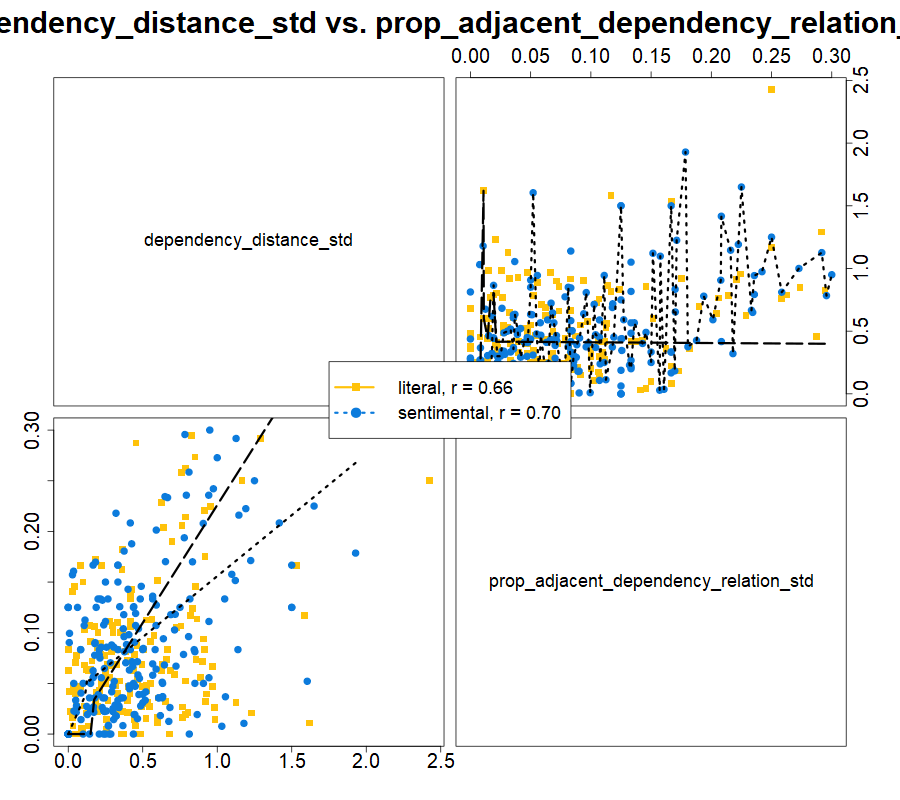 endency_distance_std vs. prop_adjacent_dependency_relation_
0.00 0.05 0.10 0.15 0.20 0.25 0.30
dependency_distance_std
0.0 0.5 1.0 1.5 2.0 2.5
literal, r = 0.66
sentimental, r = 0.70
0.00 0.10 0.20 0.30
prop_adjacent_dependency_relation_std
0.0 0.5 1.0 1.5 2.0 2.5